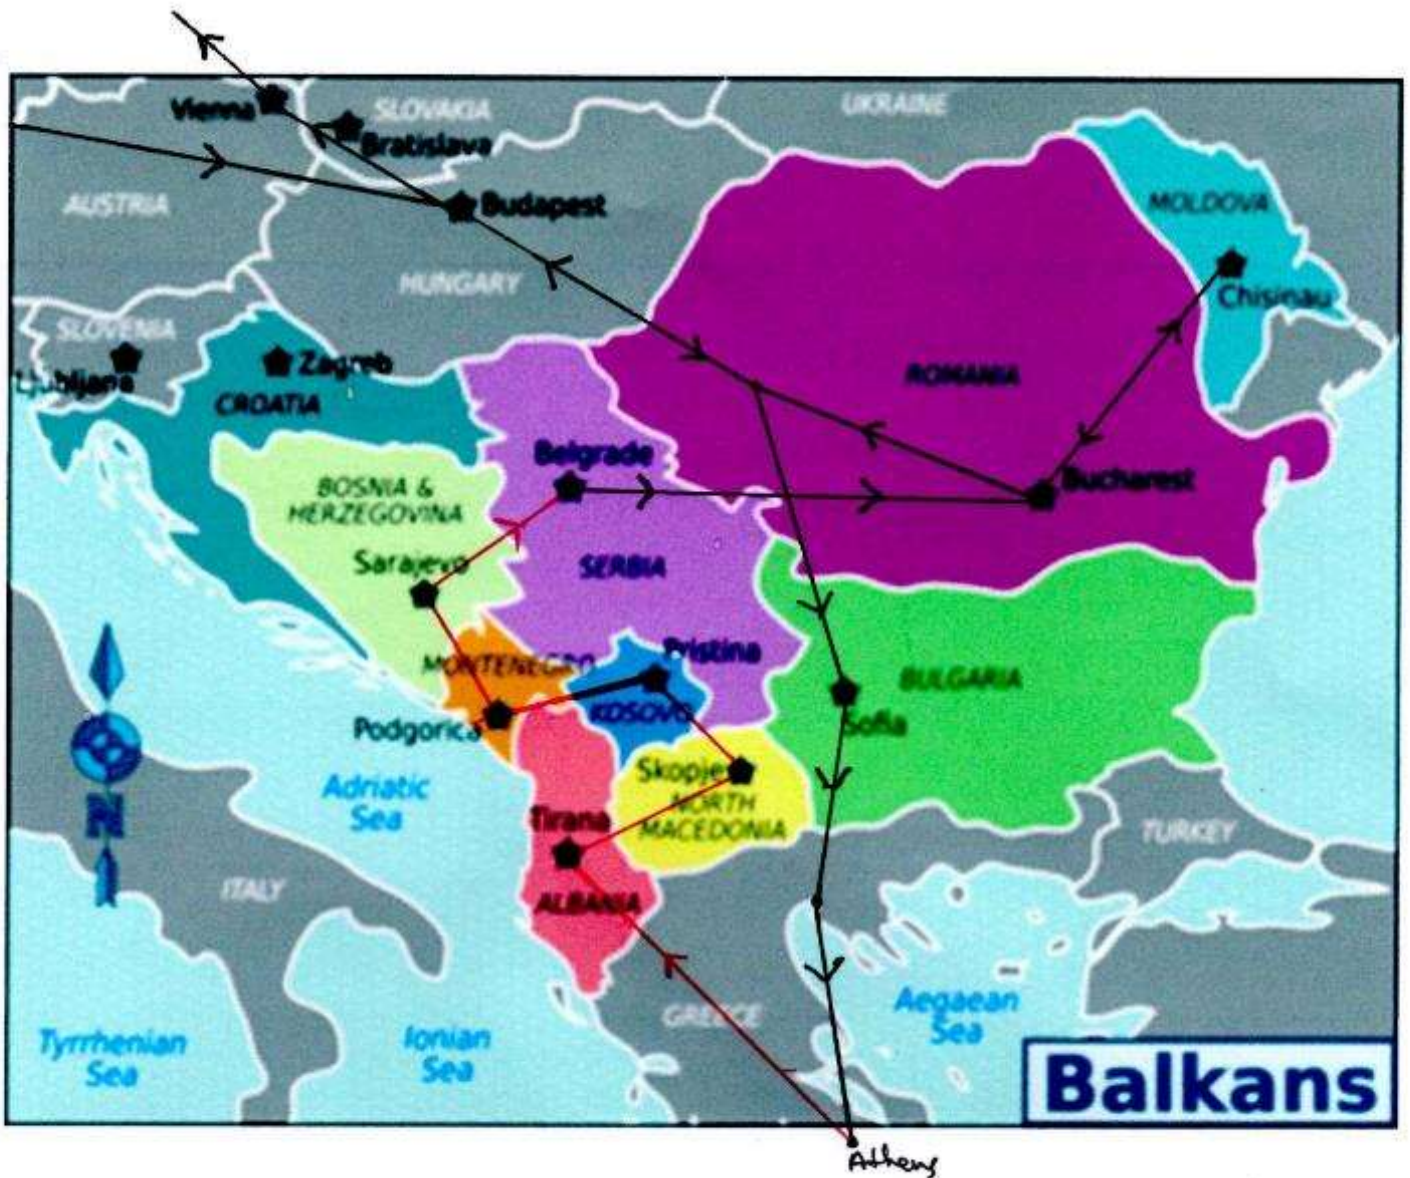 Vienna
SLOVAKIA
UKRAINE
Bratislava
AUSTRIA
Budapest
MOLDOVA
HUNGARY
Chisinau
SLOVENIA
Ljubljana
Zagreb
CROATIA
ROMANIA
Belgrade
Bucharest
BOSNIA &
HERZEGOVINA
Sarajevo
SERBIA
MONTENEGRO
Pristina
BULGARIA
KOSOVO
Podgorica
Sofia
Skopje
NORTH
MACEDONIA
Adriatic
Sea
N
Tirana
TURKEY
ITALY
ALBANIA
GREECE
Aegaean
Sea
Tyrrhenian
Sea
Ionian
Sea
Balkans
Athens